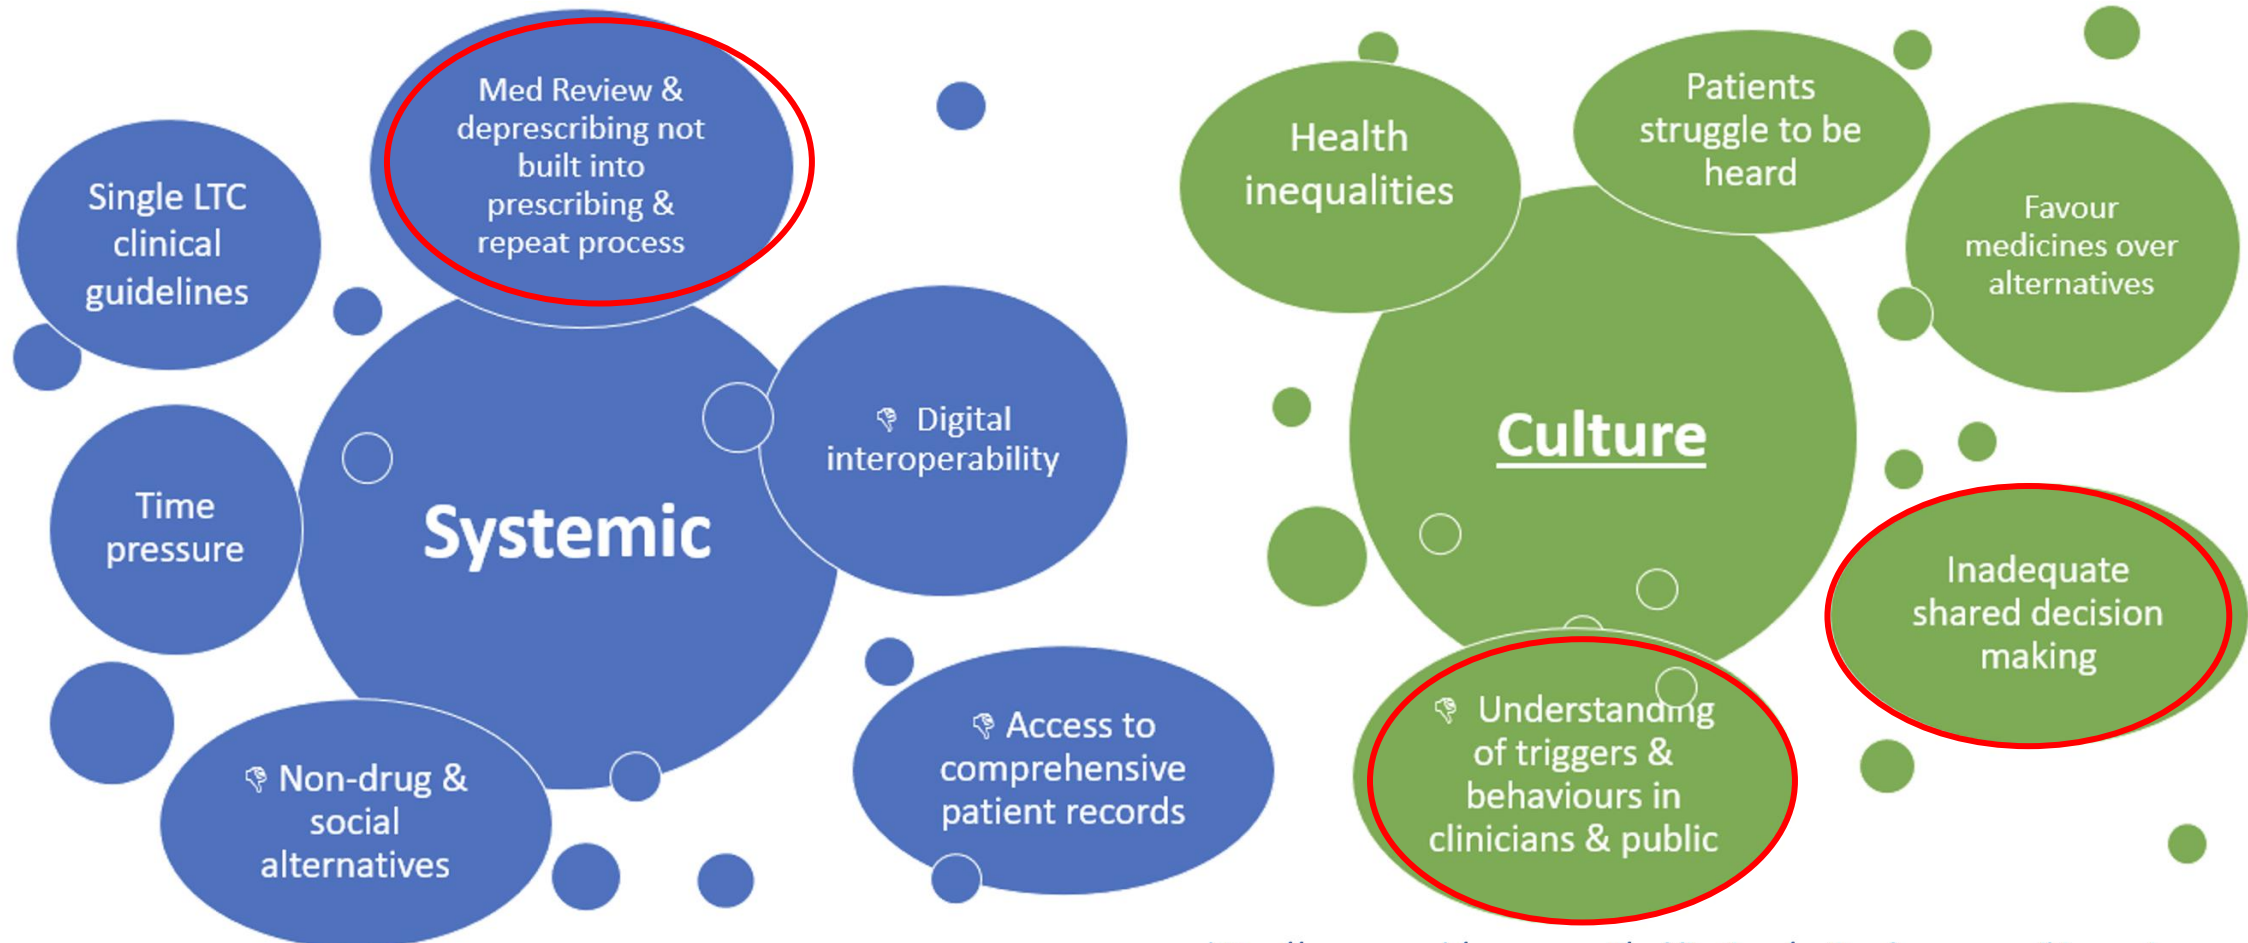 Med Review &
deprescribing not
built into
prescribing &
repeat process
Single LTC
clinical
guidelines
Time
pressure
Systemic
👎 Digital
interoperability
👎 Non-drug &
social
alternatives
👎 Access to
comprehensive
patient records
Health
inequalities
Patients
struggle to be
heard
Favour
medicines over
alternatives
Culture
Inadequate
shared decision
making
👎 Understanding
of triggers &
behaviours in
clinicians & public